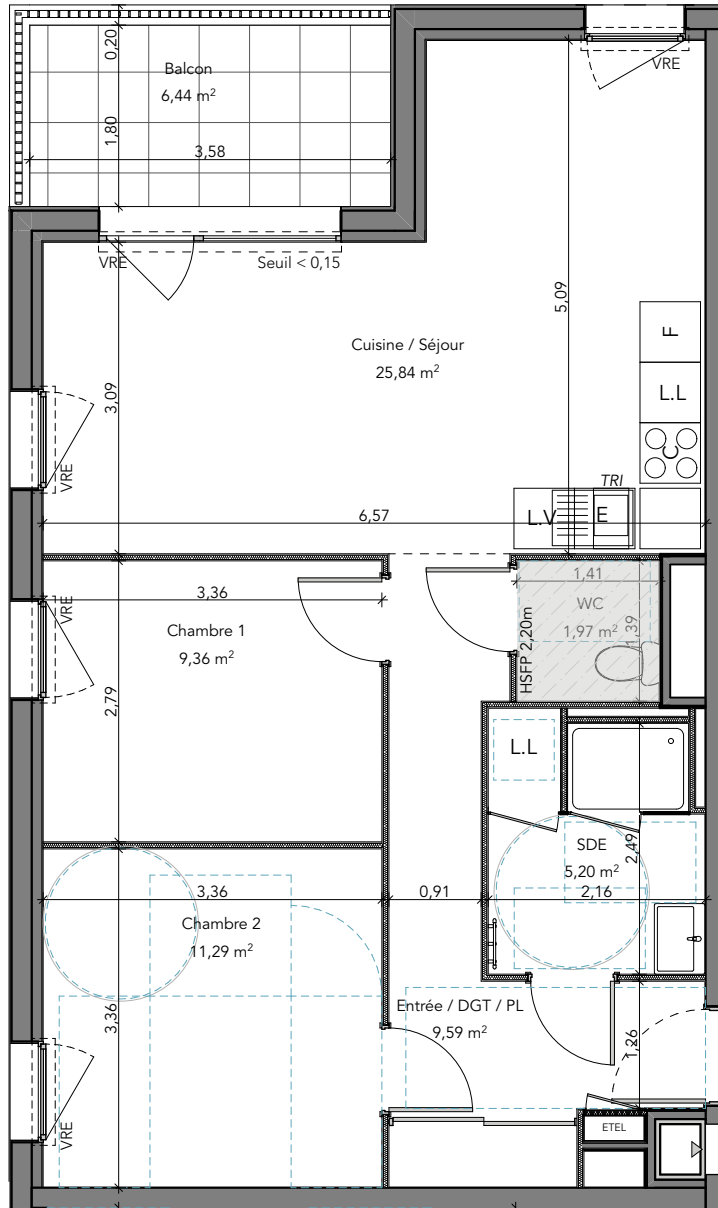 0,20
Balcon
6,44 m²
1,80
3,58
VRE
VRE
Seuil < 0,15
5,09
Cuisine / Séjour
25,84 m²
F
L.L
3,09
C
VRE
TRI
L.V
E
6,57
3,36
1,41
WC
1,97 m²
1,39
HSFP 2,20m
VRE
Chambre 1
9,36 m²
2,79
L.L
SDE
5,20 m²
2,49
2,16
3,36
0,91
Chambre 2
11,29 m²
3,36
Entrée / DGT / PL
9,59 m²
1,26
VRE
ETEL